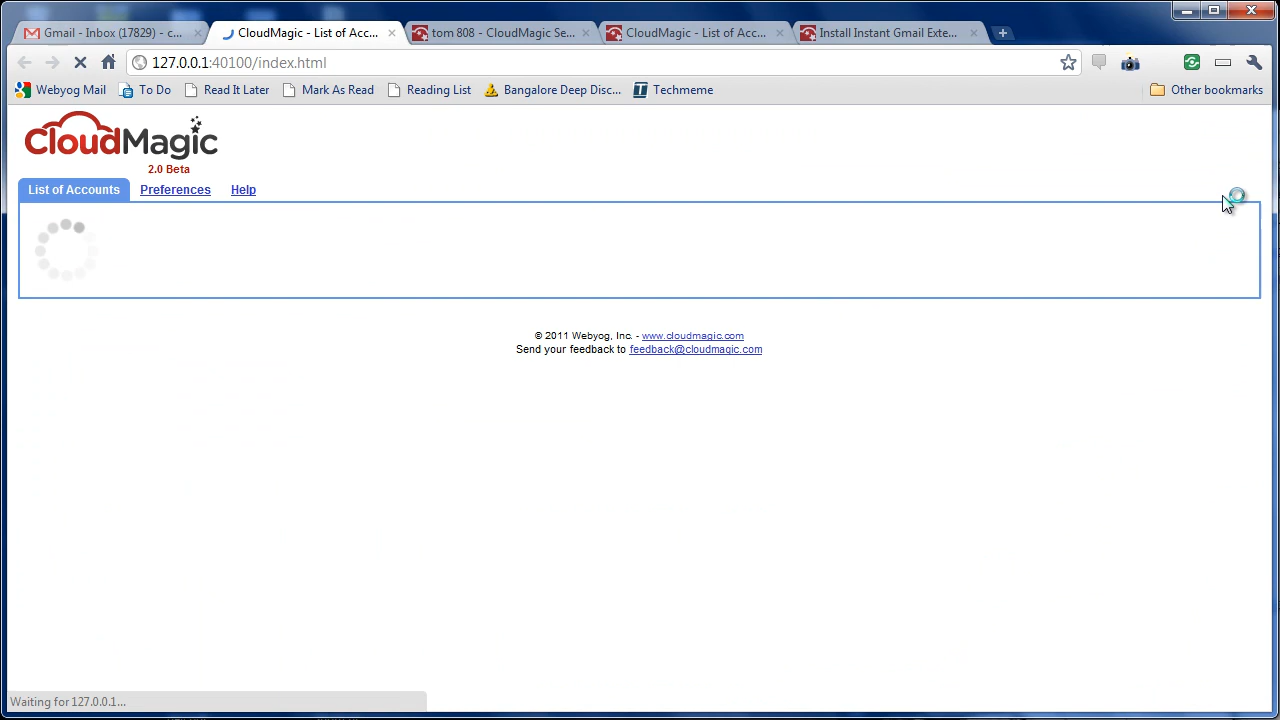 Gmail - Inbox (17829) - c...
CloudMagic - List of Acc...
tom 808 - CloudMagic Se...
CloudMagic - List of Acc...
Install Instant Gmail Exte...
127.0.0.1:40100/index.html
Webyog Mail
To Do
Read It Later
Mark As Read
Reading List
Bangalore Deep Disc...
Techmeme
Other bookmarks
CloudMagic
2.0 Beta
List of Accounts
Preferences
Help
© 2011 Webyog, Inc. - www.cloudmagic.com
Send your feedback to feedback@cloudmagic.com
Waiting for 127.0.0.1...